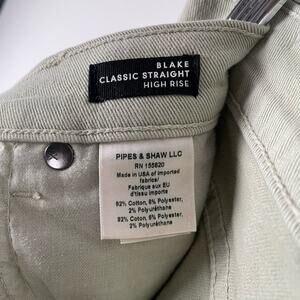 BLAKE
CLASSIC STRAIGHT
HIGH RISE
PIPES & SHAW LLC
RN 155820
Made in USA of imported
fabrics/
Fabrique aux EU
d'tissu importés
92% Cotton, 6% Polyester,
2% Polyurethane
92% Coton, 6% Polyester,
2% Polyuréthane